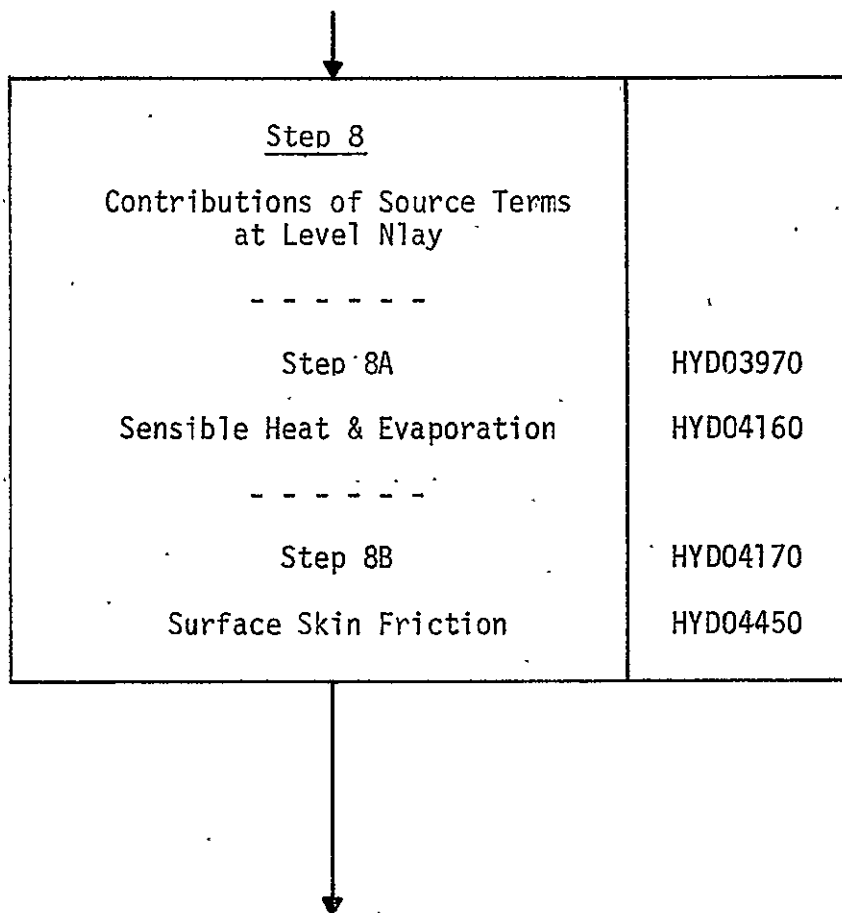 Step 8
Contributions of Source Terms
at Level Nlay
- - - - - -
Step 8A HYD03970
Sensible Heat & Evaporation HYD04160
- - - - - -
Step 8B HYD04170
Surface Skin Friction HYD04450